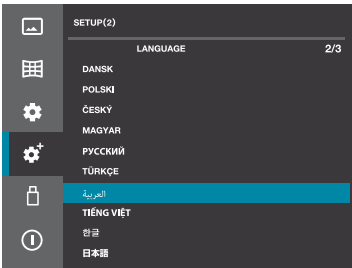 SETUP(2)
LANGUAGE 2/3
DANSK
POLSKI
ČESKÝ
MAGYAR
РУССКИЙ
TÜRKÇE
العربية
TIẾNG VIỆT
한글
日本語